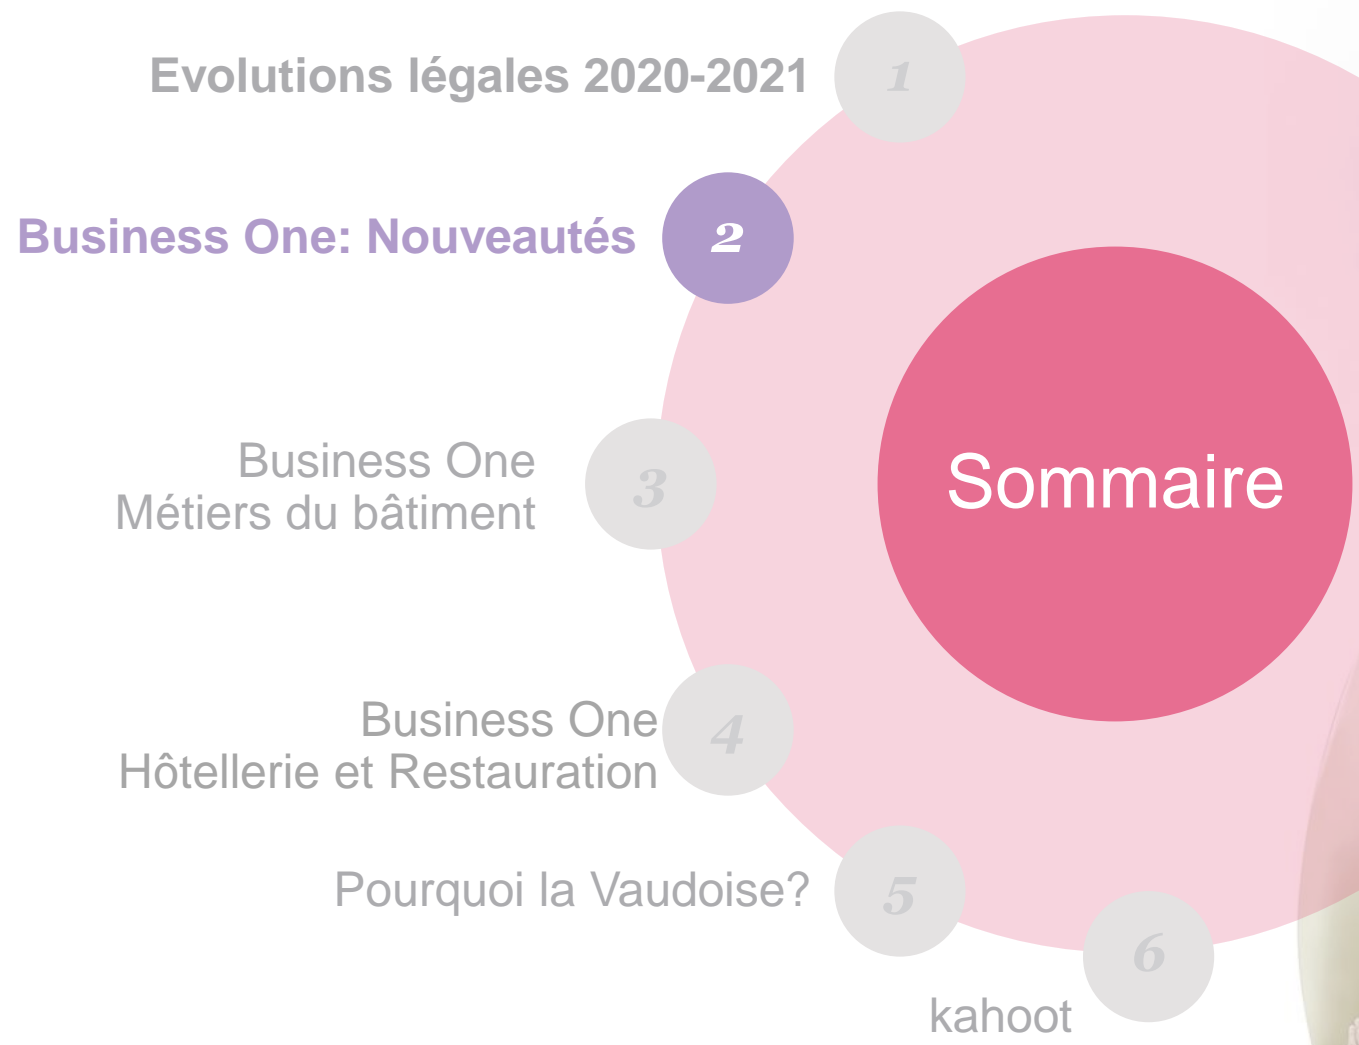 Evolutions légales 2020-2021
1
Business One: Nouveautés
2
Business One
Métiers du bâtiment
3
Sommaire
Business One
Hôtellerie et Restauration
4
Pourquoi la Vaudoise?
5
6
kahoot